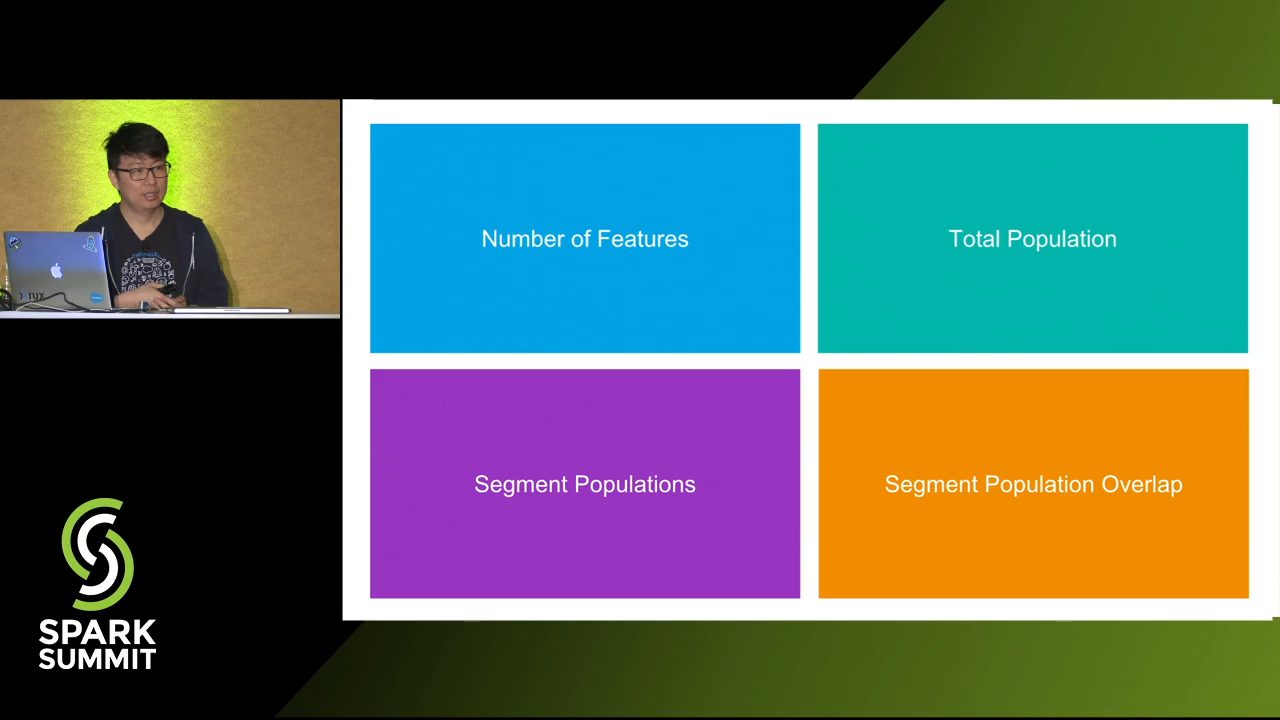 Number of Features
Total Population
Segment Populations
Segment Population Overlap
SPARK
SUMMIT